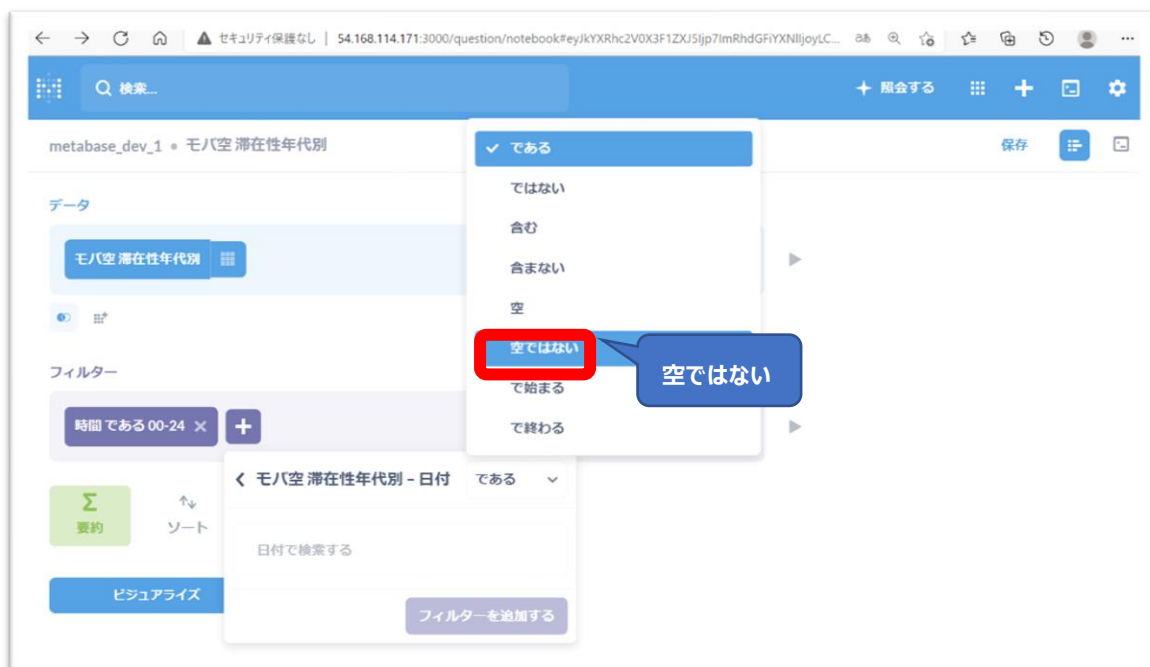 セキュリティ保護なし | 54.168.114.171:3000/question/notebook#eyJkYXRhc2V0X3F1ZXJ5Ijp7ImRhdGFiYXNlIjoyLC...
検索...
照会する
metabase_dev_1 • モバ空 滞在性年代別
保存
である
ではない
含む
含まない
空
空ではない
で始まる
で終わる
空ではない
データ
モバ空 滞在性年代別
フィルター
時間 である 00-24 ×
モバ空 滞在性年代別 – 日付 である
日付で検索する
フィルターを追加する
Σ
要約
ソート
ビジュアライズ